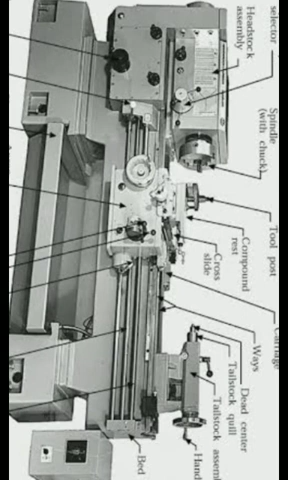 selector
Headstock
assembly
Spindle
(with chuck)
Tool post
Compound
rest
Cross
slide
Carriage
Ways
Dead center
Tailstock quill
Tailstock assem
Hand
Bed